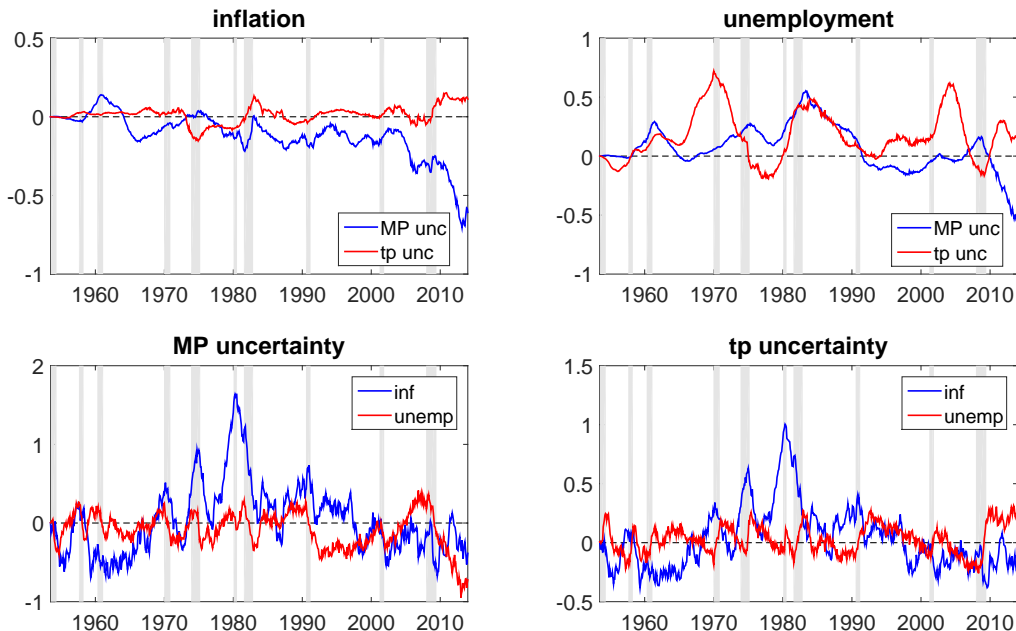 inflation
0.5
0
-0.5
-1
MP unc
tp unc
1960 1970 1980 1990 2000 2010
unemployment
1
0.5
0
-0.5
-1
MP unc
tp unc
1960 1970 1980 1990 2000 2010
MP uncertainty
2
1
0
-1
inf
unemp
1960 1970 1980 1990 2000 2010
tp uncertainty
1.5
1
0.5
0
-0.5
inf
unemp
1960 1970 1980 1990 2000 2010